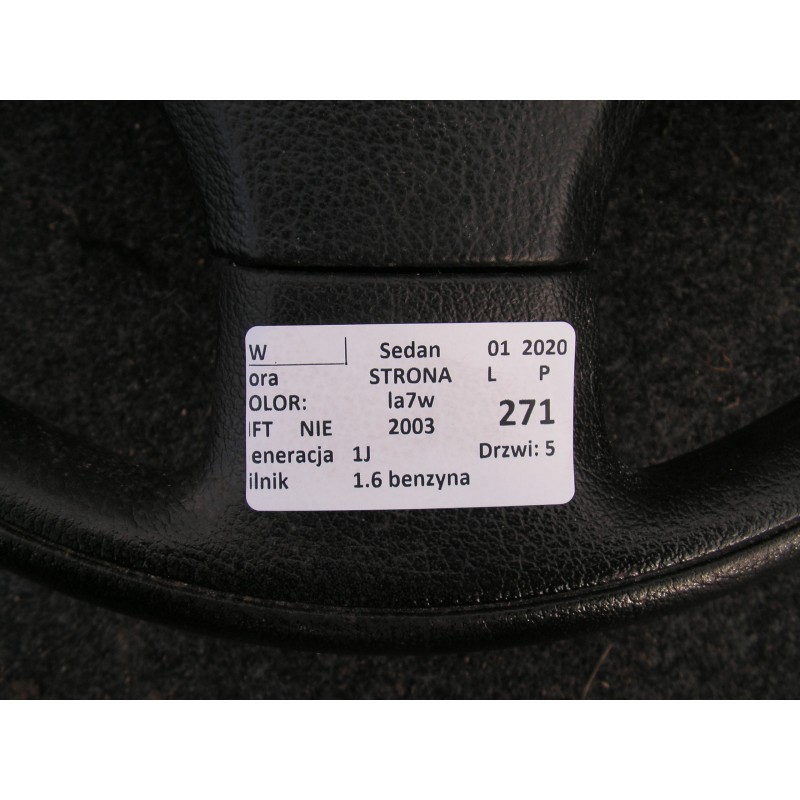 W Sedan 01 2020
ora STRONA L P
OLOR: la7w 271
IFT NIE 2003
eneracja 1J Drzwi: 5
ilnik 1.6 benzyna